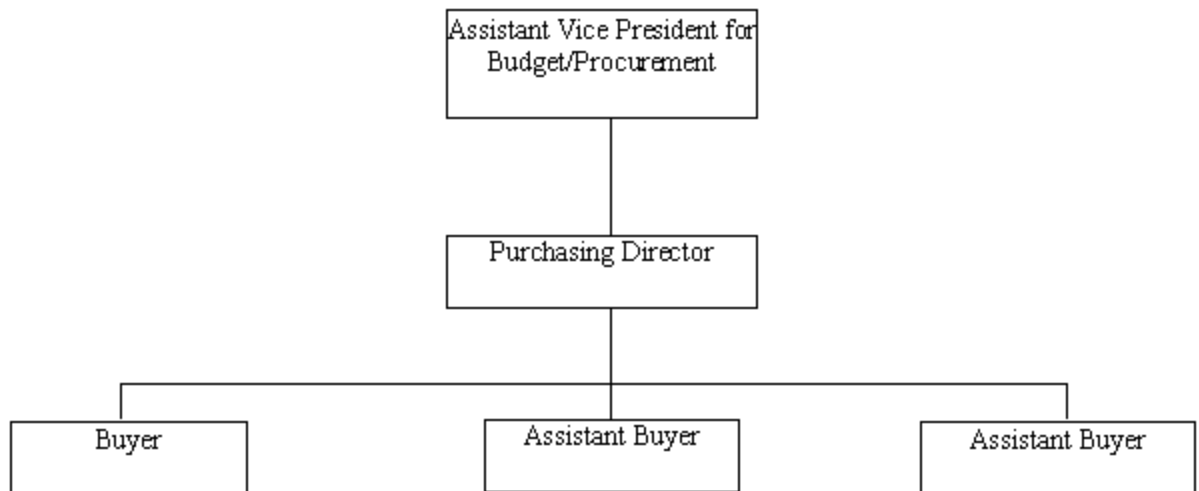 Assistant Vice President for
Budget/Procurement
Purchasing Director
Buyer
Assistant Buyer
Assistant Buyer